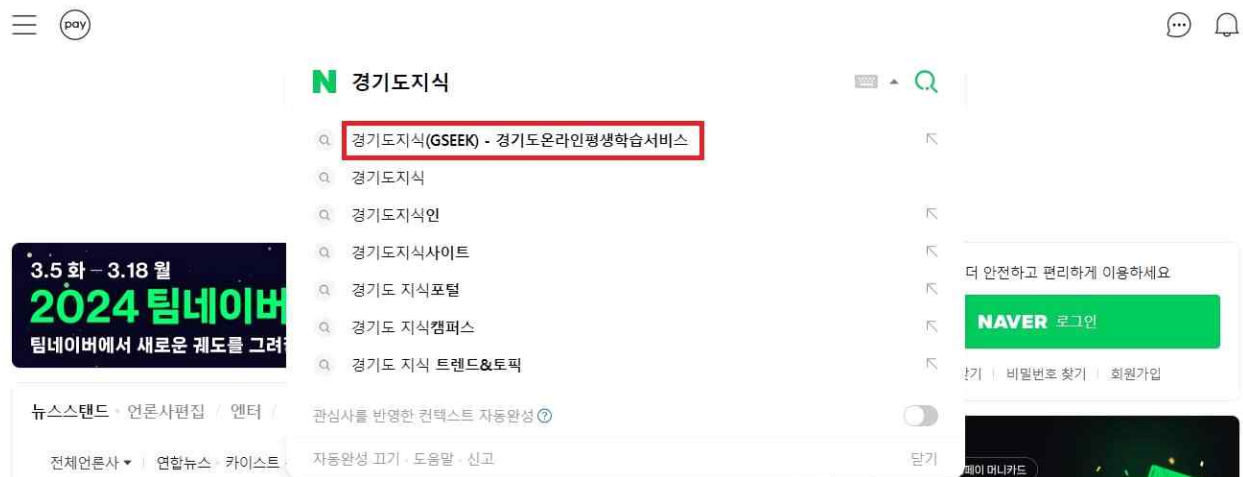 pay
N 경기도지식
경기도지식(GSEEK) - 경기도온라인평생학습서비스
경기도지식
경기도지식인
경기도지식사이트
경기도 지식포털
경기도 지식캠퍼스
경기도 지식 트렌드&토픽
관심사를 반영한 컨텍스트 자동완성 ?
자동완성 끄기 · 도움말 · 신고 닫기
3.5 화 – 3.18 월
2024 팀네이버
팀네이버에서 새로운 궤도를
뉴스스탠드 · 언론사편집 / 엔터 /
전체언론사 연합뉴스 · 카이스트
더 안전하고 편리하게 이용하세요
NAVER 로그인
비밀번호 찾기 | 회원가입
머니카드